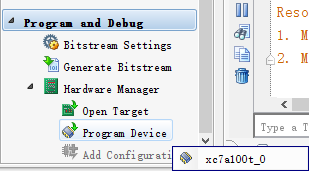 Program and Debug
Bitstream Settings
Generate Bitstream
Hardware Manager
Open Target
Program Device
Add Configurati
xc7a100t_0
Reso
1. M
2. M
Type a T